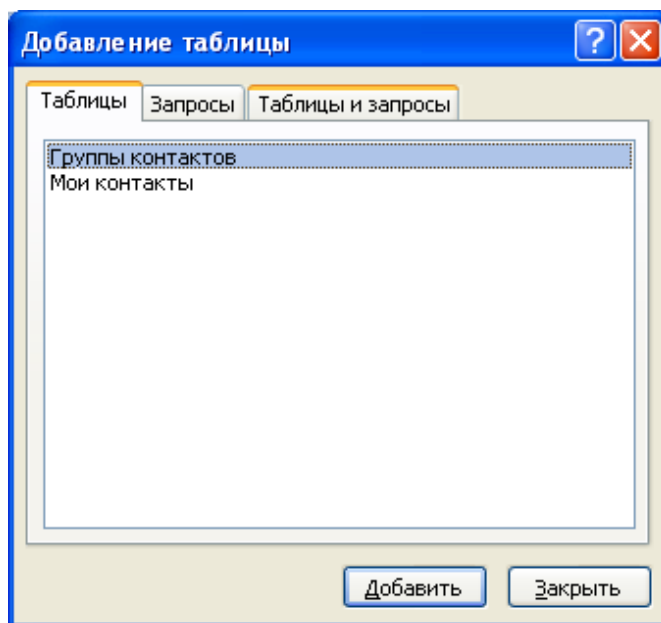 Добавление таблицы
Таблицы Запросы Таблицы и запросы
Группы контактов
Мои контакты
Добавить Закрыть